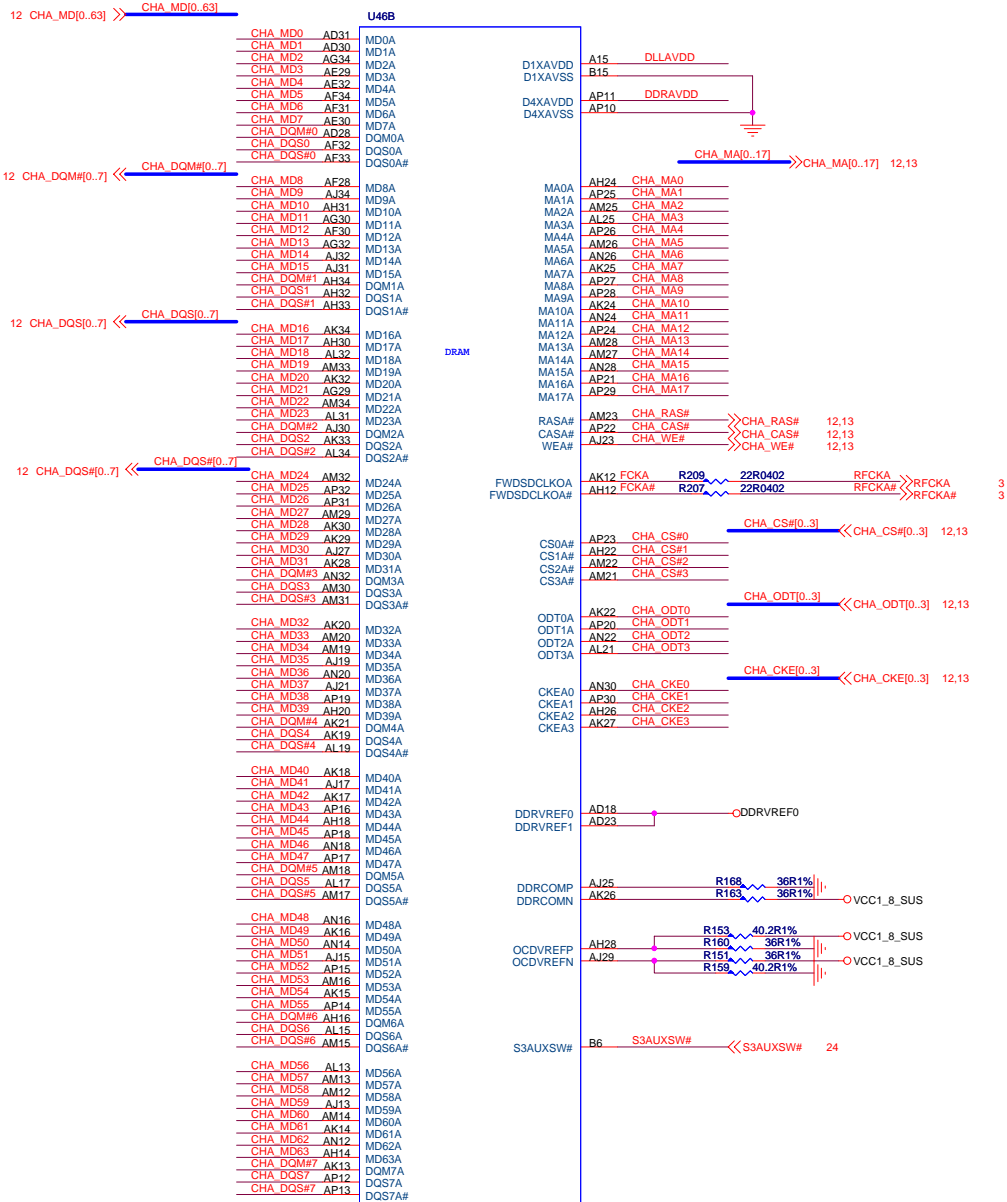 12 CHA_MD[0..63] CHA_MD[0..63]
U46B
DRAM
CHA_MD0 AD31 MD0A
CHA_MD1 AD30 MD1A
CHA_MD2 AG34 MD2A
CHA_MD3 AE29 MD3A
CHA_MD4 AE32 MD4A
CHA_MD5 AF34 MD5A
CHA_MD6 AF31 MD6A
CHA_MD7 AE30 MD7A
CHA_DQM#0 AD28 DQM0A
CHA_DQS0 AF32 DQS0A
CHA_DQS#0 AF33 DQS0A#
12 CHA_DQM#[0..7] CHA_DQM#[0..7]
CHA_MD8 AF28 MD8A
CHA_MD9 AJ34 MD9A
CHA_MD10 AH31 MD10A
CHA_MD11 AG30 MD11A
CHA_MD12 AF30 MD12A
CHA_MD13 AG32 MD13A
CHA_MD14 AJ32 MD14A
CHA_MD15 AJ31 MD15A
CHA_DQM#1 AH34 DQM1A
CHA_DQS1 AH32 DQS1A
CHA_DQS#1 AH33 DQS1A#
12 CHA_DQS[0..7] CHA_DQS[0..7]
CHA_MD16 AK34 MD16A
CHA_MD17 AH30 MD17A
CHA_MD18 AL32 MD18A
CHA_MD19 AM33 MD19A
CHA_MD20 AK32 MD20A
CHA_MD21 AG29 MD21A
CHA_MD22 AM34 MD22A
CHA_MD23 AL31 MD23A
CHA_DQM#2 AJ30 DQM2A
CHA_DQS2 AK33 DQS2A
CHA_DQS#2 AL34 DQS2A#
12 CHA_DQS#[0..7] CHA_DQS#[0..7]
CHA_MD24 AM32 MD24A
CHA_MD25 AP32 MD25A
CHA_MD26 AP31 MD26A
CHA_MD27 AM29 MD27A
CHA_MD28 AK30 MD28A
CHA_MD29 AK29 MD29A
CHA_MD30 AJ27 MD30A
CHA_MD31 AK28 MD31A
CHA_DQM#3 AN32 DQM3A
CHA_DQS3 AM30 DQS3A
CHA_DQS#3 AM31 DQS3A#
CHA_MD32 AK20 MD32A
CHA_MD33 AM20 MD33A
CHA_MD34 AM19 MD34A
CHA_MD35 AJ19 MD35A
CHA_MD36 AN20 MD36A
CHA_MD37 AJ21 MD37A
CHA_MD38 AP19 MD38A
CHA_MD39 AH20 MD39A
CHA_DQM#4 AK21 DQM4A
CHA_DQS4 AK19 DQS4A
CHA_DQS#4 AL19 DQS4A#
CHA_MD40 AK18 MD40A
CHA_MD41 AJ17 MD41A
CHA_MD42 AK17 MD42A
CHA_MD43 AP16 MD43A
CHA_MD44 AH18 MD44A
CHA_MD45 AP18 MD45A
CHA_MD46 AN18 MD46A
CHA_MD47 AP17 MD47A
CHA_DQM#5 AM18 DQM5A
CHA_DQS5 AL17 DQS5A
CHA_DQS#5 AM17 DQS5A#
CHA_MD48 AN16 MD48A
CHA_MD49 AK16 MD49A
CHA_MD50 AN14 MD50A
CHA_MD51 AJ15 MD51A
CHA_MD52 AP15 MD52A
CHA_MD53 AM16 MD53A
CHA_MD54 AK15 MD54A
CHA_MD55 AP14 MD55A
CHA_DQM#6 AH16 DQM6A
CHA_DQS6 AL15 DQS6A
CHA_DQS#6 AM15 DQS6A#
CHA_MD56 AL13 MD56A
CHA_MD57 AM13 MD57A
CHA_MD58 AM12 MD58A
CHA_MD59 AJ13 MD59A
CHA_MD60 AM14 MD60A
CHA_MD61 AK14 MD61A
CHA_MD62 AN12 MD62A
CHA_MD63 AH14 MD63A
CHA_DQM#7 AK13 DQM7A
CHA_DQS7 AP12 DQS7A
CHA_DQS#7 AP13 DQS7A#
D1XAVDD A15 DLLAVDD
D1XAVSS B15
D4XAVDD AP11 DDRAVDD
D4XAVSS AP10
CHA_MA[0..17] CHA_MA[0..17] 12,13
MA0A AH24 CHA_MA0
MA1A AP25 CHA_MA1
MA2A AM25 CHA_MA2
MA3A AL25 CHA_MA3
MA4A AP26 CHA_MA4
MA5A AM26 CHA_MA5
MA6A AN26 CHA_MA6
MA7A AK25 CHA_MA7
MA8A AP27 CHA_MA8
MA9A AP28 CHA_MA9
MA10A AK24 CHA_MA10
MA11A AN24 CHA_MA11
MA12A AP24 CHA_MA12
MA13A AM28 CHA_MA13
MA14A AM27 CHA_MA14
MA15A AN28 CHA_MA15
MA16A AP21 CHA_MA16
MA17A AP29 CHA_MA17
RASA# AM23 CHA_RAS# CHA_RAS# 12,13
CASA# AP22 CHA_CAS# CHA_CAS# 12,13
WEA# AJ23 CHA_WE# CHA_WE# 12,13
FWDSDCLKOA AK12 FCKA R209 22R0402 RFCKA RFCKA 3
FWDSDCLKOA# AH12 FCKA# R207 22R0402 RFCKA# RFCKA# 3
CHA_CS#[0..3] CHA_CS#[0..3] 12,13
CS0A# AP23 CHA_CS#0
CS1A# AH22 CHA_CS#1
CS2A# AM22 CHA_CS#2
CS3A# AM21 CHA_CS#3
CHA_ODT[0..3] CHA_ODT[0..3] 12,13
ODT0A AK22 CHA_ODT0
ODT1A AP20 CHA_ODT1
ODT2A AN22 CHA_ODT2
ODT3A AL21 CHA_ODT3
CHA_CKE[0..3] CHA_CKE[0..3] 12,13
CKEA0 AN30 CHA_CKE0
CKEA1 AP30 CHA_CKE1
CKEA2 AH26 CHA_CKE2
CKEA3 AK27 CHA_CKE3
DDRVREF0 AD18 DDRVREF0
DDRVREF1 AD23
DDRCOMP AJ25 R168 36R1%
DDRCOMN AK26 R163 36R1% VCC1_8_SUS
R153 40.2R1% VCC1_8_SUS
OCDVREFP AH28 R160 36R1%
OCDVREFN AJ29 R151 36R1% VCC1_8_SUS
R159 40.2R1%
S3AUXSW# B6 S3AUXSW# S3AUXSW# 24